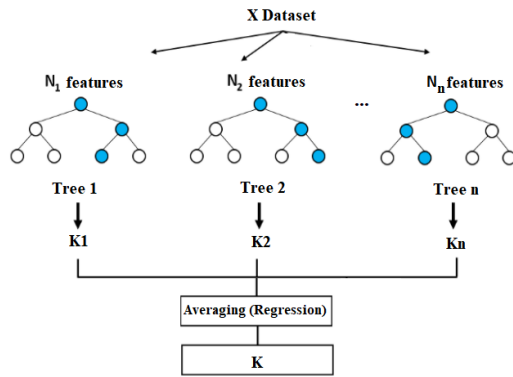 X Dataset
N1 features
N2 features
...
Nn features
Tree 1
Tree 2
Tree n
K1
K2
Kn
Averaging (Regression)
K